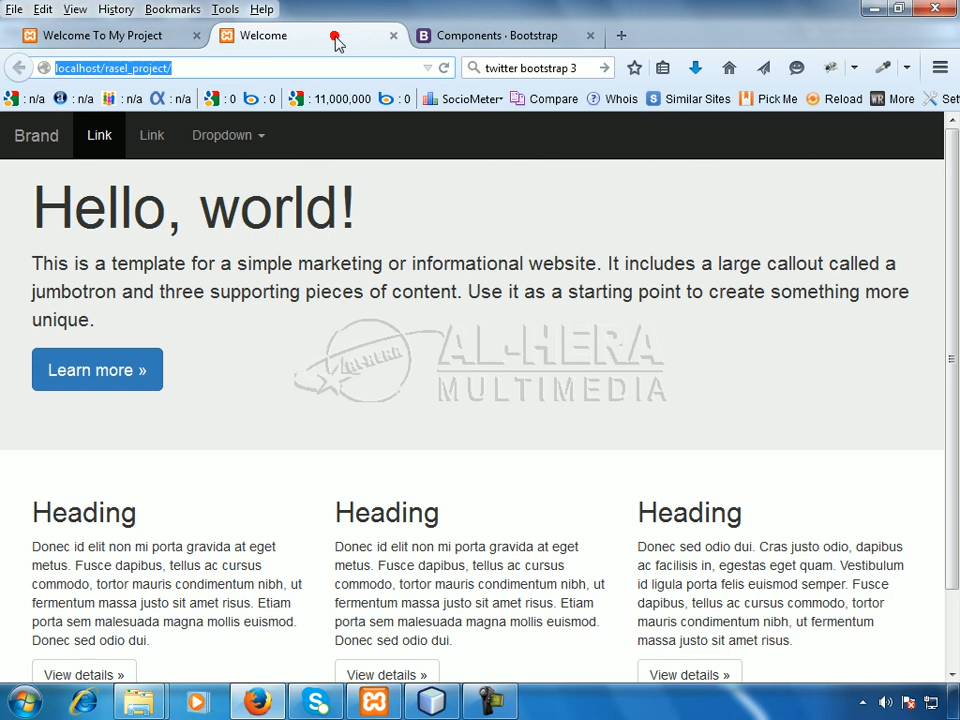 File Edit View History Bookmarks Tools Help
Welcome To My Project × Welcome × Components · Bootstrap × +
localhost/rasel_project/ twitter bootstrap 3
: n/a : n/a : n/a : n/a : 0 : 0 : 11,000,000 : 0 SocioMeter Compare Whois Similar Sites Pick Me Reload WR More Set
Brand Link Link Dropdown
Hello, world!
This is a template for a simple marketing or informational website. It includes a large callout called a
jumbotron and three supporting pieces of content. Use it as a starting point to create something more
unique.
AL-HERA
AL-HERA
MULTIMEDIA
Learn more »
Heading
Donec id elit non mi porta gravida at eget
metus. Fusce dapibus, tellus ac cursus
commodo, tortor mauris condimentum nibh, ut
fermentum massa justo sit amet risus. Etiam
porta sem malesuada magna mollis euismod.
Donec sed odio dui.
View details »
Heading
Donec id elit non mi porta gravida at eget
metus. Fusce dapibus, tellus ac cursus
commodo, tortor mauris condimentum nibh, ut
fermentum massa justo sit amet risus. Etiam
porta sem malesuada magna mollis euismod.
Donec sed odio dui.
View details »
Heading
Donec sed odio dui. Cras justo odio, dapibus
ac facilisis in, egestas eget quam. Vestibulum
id ligula porta felis euismod semper. Fusce
dapibus, tellus ac cursus commodo, tortor
mauris condimentum nibh, ut fermentum
massa justo sit amet risus.
View details »